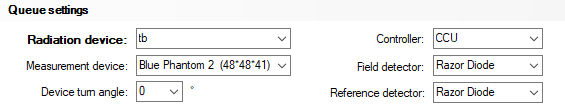 Queue settings
Radiation device: tb Controller: CCU
Measurement device: Blue Phantom 2 (48*48*41) Field detector: Razor Diode
Device turn angle: 0 ° Reference detector: Razor Diode